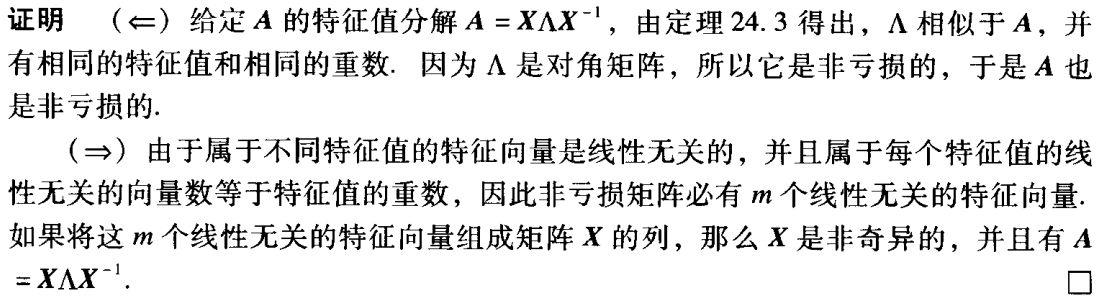 证明 （⇐）给定 A 的特征值分解 A = XΛX⁻¹，由定理 24.3 得出，Λ 相似于 A，并
有相同的特征值和相同的重数. 因为 Λ 是对角矩阵，所以它是非亏损的，于是 A 也
是非亏损的.
（⇒）由于属于不同特征值的特征向量是线性无关的，并且属于每个特征值的线
性无关的向量数等于特征值的重数，因此非亏损矩阵必有 m 个线性无关的特征向量.
如果将这 m 个线性无关的特征向量组成矩阵 X 的列，那么 X 是非奇异的，并且有 A
= XΛX⁻¹. □